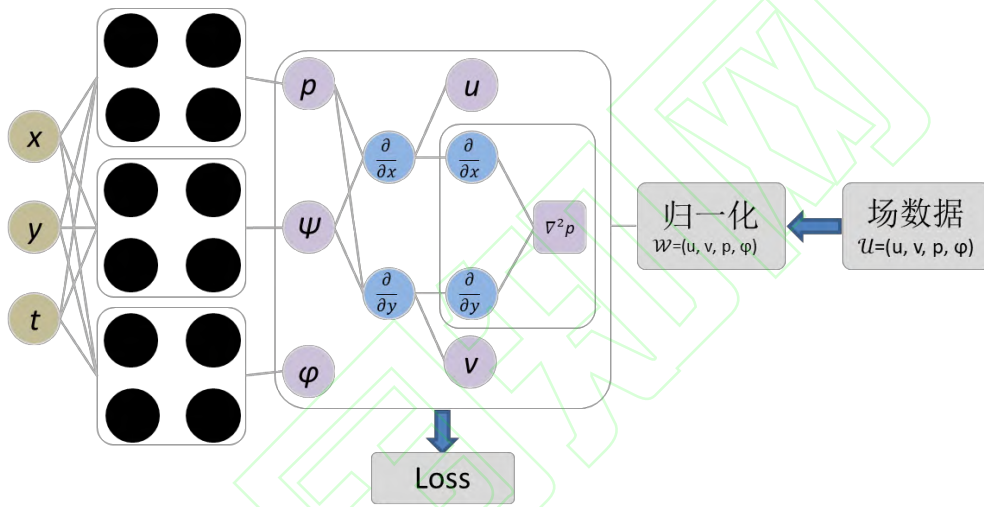 x
y
t
p
ψ
φ
∂/∂x
∂/∂y
u
∂/∂x
∂/∂y
v
∇²p
归一化
𝒲=(u, v, p, φ)
场数据
𝒰=(u, v, p, φ)
Loss